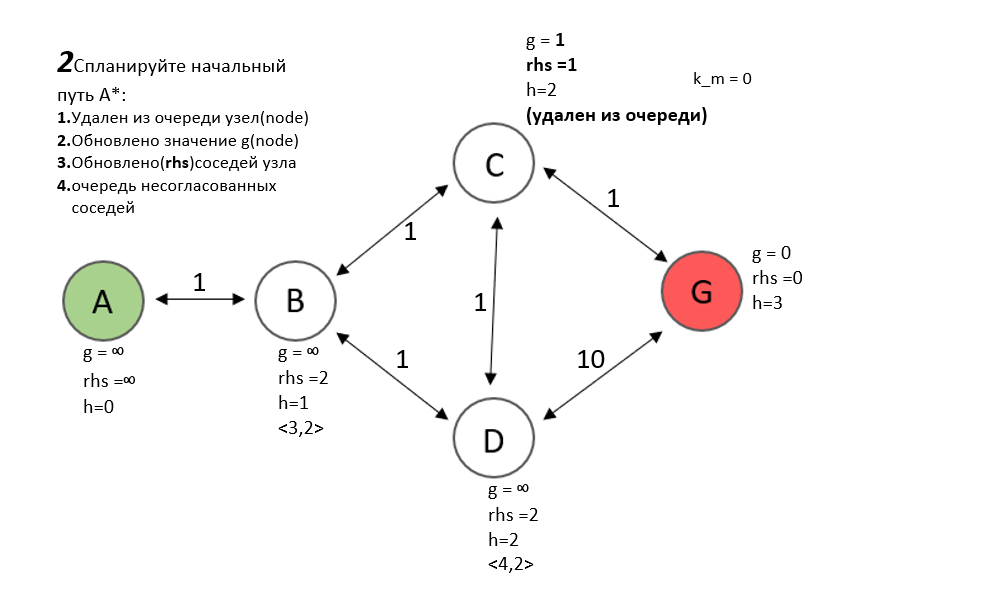 2Спланируйте начальный
путь А*:
1.Удален из очереди узел(node)
2.Обновлено значение g(node)
3.Обновлено(rhs)соседей узла
4.очередь несогласованных
соседей
g = 1
rhs =1
h=2
(удален из очереди)
k_m = 0
C
1
1
A
1
B
1
G
g = 0
rhs =0
h=3
g = ∞
rhs =∞
h=0
g = ∞
rhs =2
h=1
<3,2>
1
10
D
g = ∞
rhs =2
h=2
<4,2>